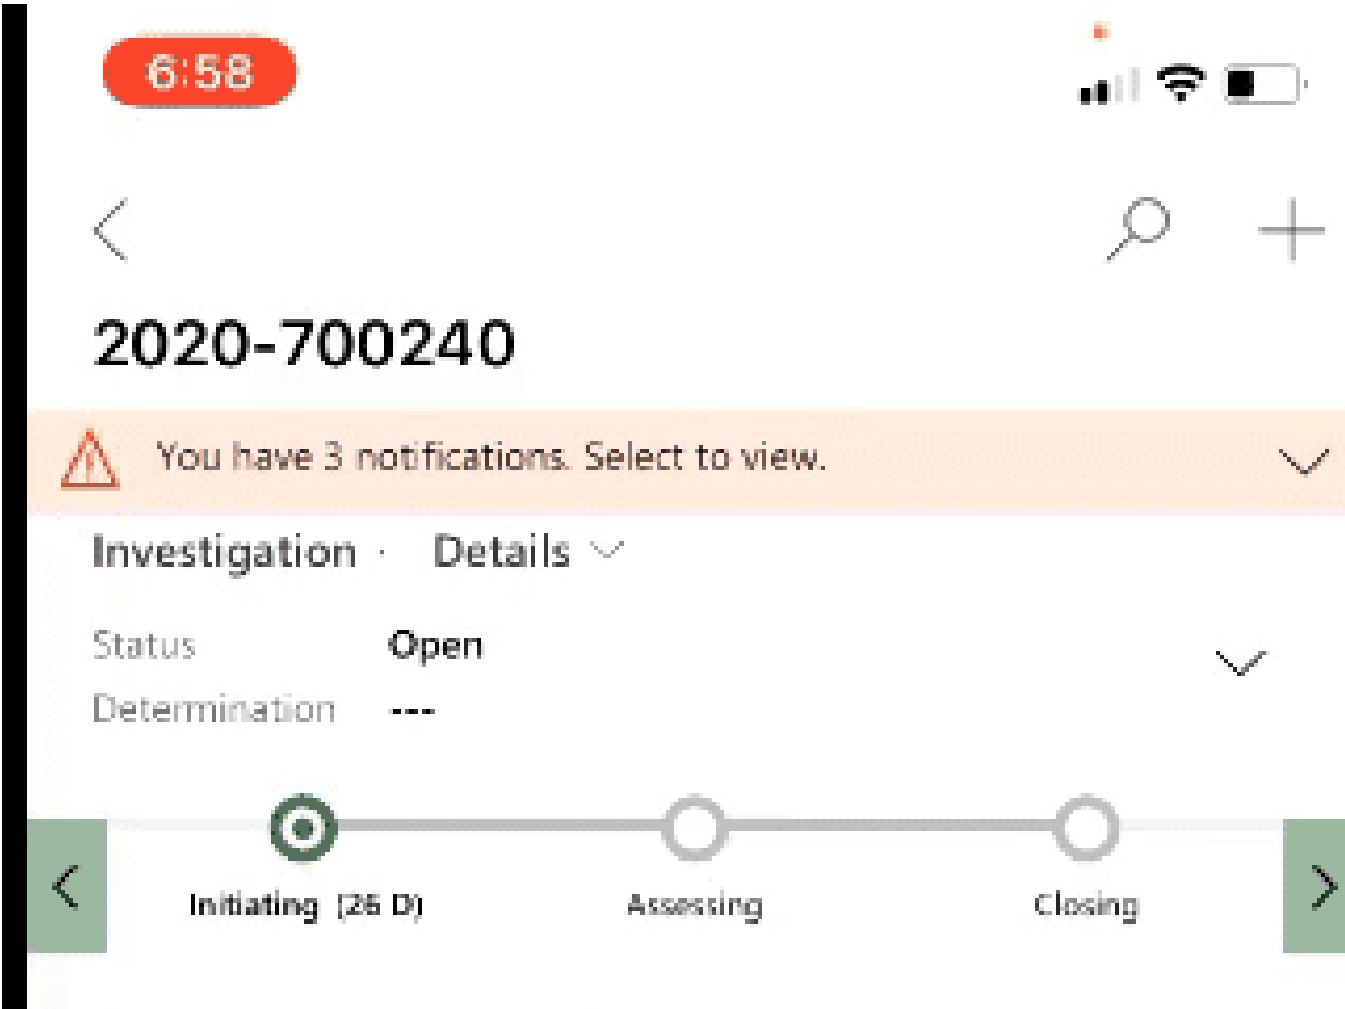 6:58
2020-700240
You have 3 notifications. Select to view.
Investigation · Details
Status Open
Determination ---
Initiating (26 D) Assessing Closing